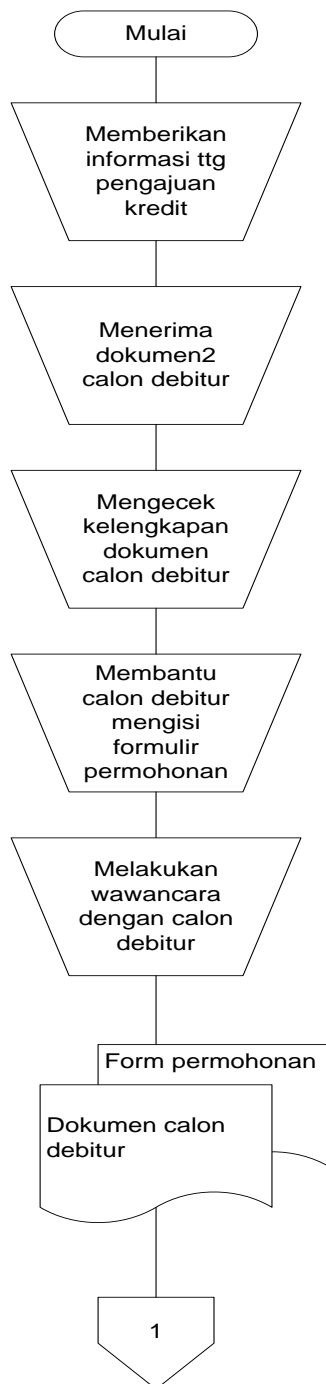 Mulai
Memberikan
informasi ttg
pengajuan
kredit
Menerima
dokumen2
calon debitur
Mengecek
kelengkapan
dokumen
calon debitur
Membantu
calon debitur
mengisi
formulir
permohonan
Melakukan
wawancara
dengan calon
debitur
Form permohonan
Dokumen calon
debitur
1